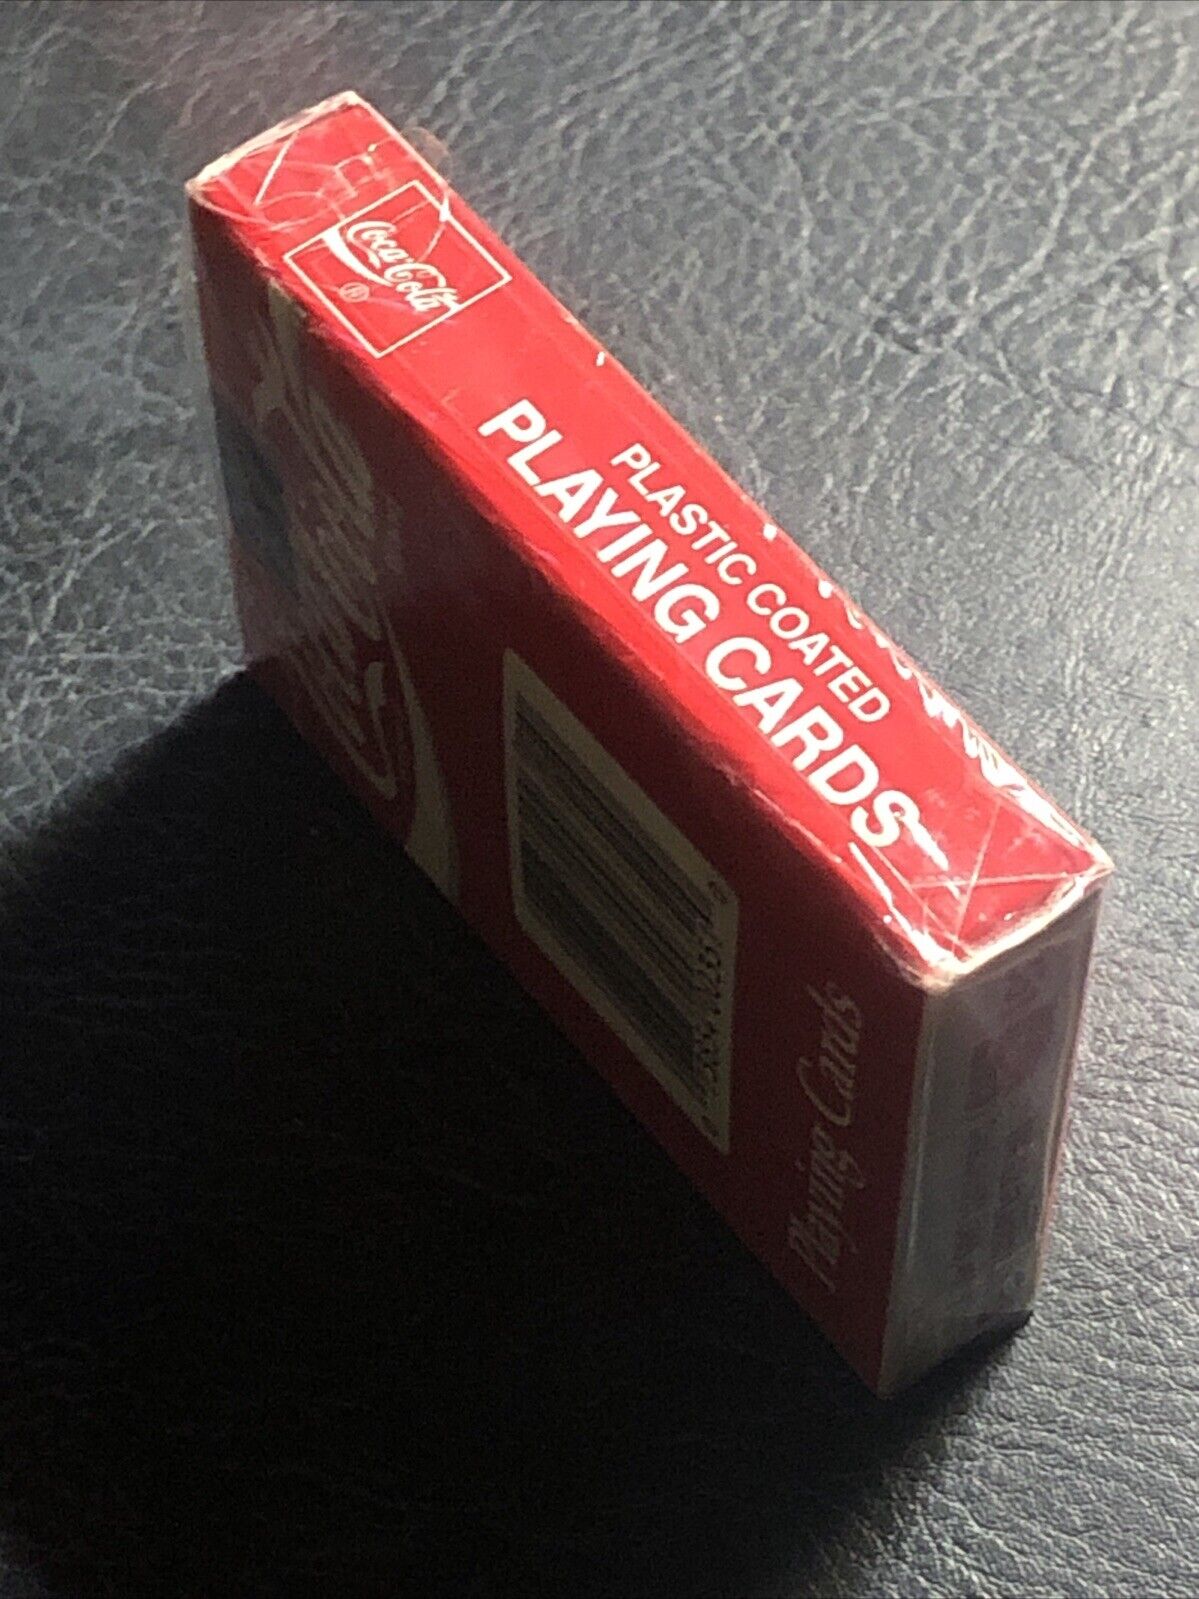 Coca-Cola
®
PLASTIC COATED
PLAYING CARDS
Playing Cards